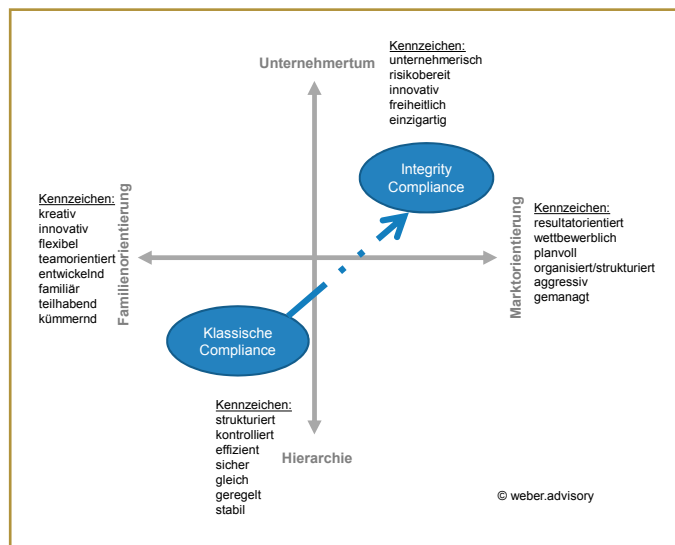 Unternehmertum
Kennzeichen:
unternehmerisch
risikobereit
innovativ
freiheitlich
einzigartig
Integrity
Compliance
Familienorientierung
Kennzeichen:
kreativ
innovativ
flexibel
teamorientiert
entwickelnd
familiär
teilhabend
kümmernd
Marktorientierung
Kennzeichen:
resultatorientiert
wettbewerblich
planvoll
organisiert/strukturiert
aggressiv
gemanagt
Klassische
Compliance
Kennzeichen:
strukturiert
kontrolliert
effizient
sicher
gleich
geregelt
stabil
Hierarchie
© weber.advisory